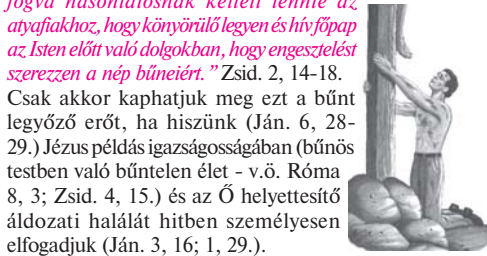 fogva hasonlatosnak kellett lennie az
atyafiakhoz, hogy könyörülő legyen és hív főpap
az Isten előtt való dolgokban, hogy engesztelést
szerezzen a nép bűneiért.” Zsid. 2, 14-18.
Csak akkor kaphatjuk meg ezt a bűnt
legyőző erőt, ha hiszünk (Ján. 6, 28-
29.) Jézus példás igazságosságában (bűnös
testben való bűntelen élet - v.ö. Róma
8, 3; Zsid. 4, 15.) és az Ő helyettesítő
áldozati halálát hitben személyesen
elfogadjuk (Ján. 3, 16; 1, 29.).